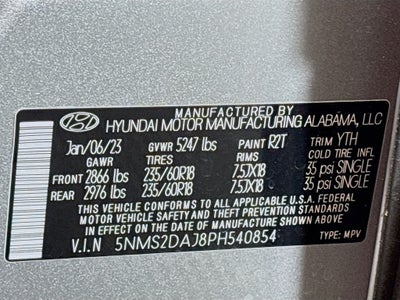 MANUFACTURED BY
HYUNDAI MOTOR MANUFACTURING ALABAMA, LLC
Jan/06/23 GVWR 5247 lbs PAINT R2T TRIM YTH
GAWR TIRES RIMS COLD TIRE INFL
FRONT 2866 lbs 235/60R18 7.5JX18 35 psi SINGLE
REAR 2976 lbs 235/60R18 7.5JX18 35 psi SINGLE
THIS VEHICLE CONFORMS TO ALL APPLICABLE U.S.A FEDERAL
MOTOR VEHICLE SAFETY AND THEFT PREVENTION STANDARDS
IN EFFECT ON THE DATE OF MANUFACTURE SHOWN ABOVE.
V.I.N 5NMS2DAJ8PH540854 TYPE: MPV